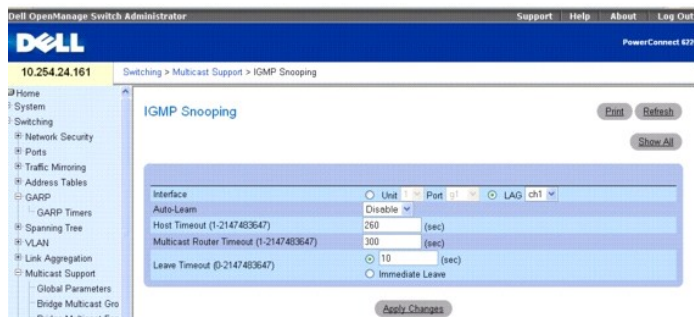 Dell OpenManage Switch Administrator Support Help About Log Out
DELL
PowerConnect 622
10.254.24.161 Switching > Multicast Support > IGMP Snooping
Home
System
Switching
Network Security
Ports
Traffic Mirroring
Address Tables
GARP
GARP Timers
Spanning Tree
VLAN
Link Aggregation
Multicast Support
Global Parameters
Bridge Multicast Gro
IGMP Snooping
Print Refresh
Show All
Interface Unit 1 Port g1 LAG ch1
Auto-Learn Disable
Host Timeout (1-2147483647) 260 (sec)
Multicast Router Timeout (1-2147483647) 300 (sec)
Leave Timeout (0-2147483647) 10 (sec)
Immediate Leave
Apply Changes